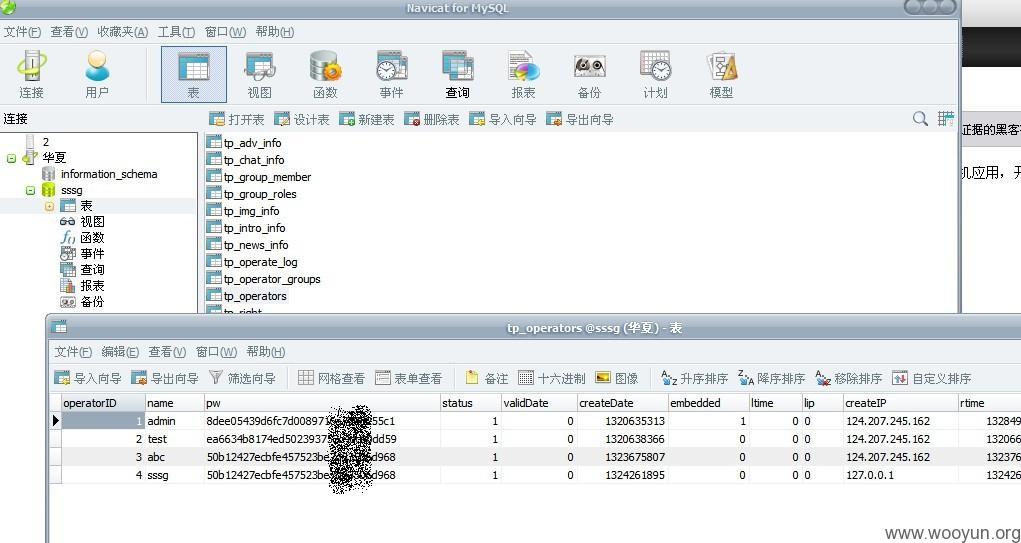 Navicat for MySQL
文件(F) 查看(V) 收藏夹(A) 工具(T) 窗口(W) 帮助(H)
连接 用户 表 视图 函数 事件 查询 报表 备份 计划 模型
连接
打开表 设计表 新建表 删除表 导入向导 导出向导
证据的黑客
机应用，开
2
华夏
information_schema
sssg
表
视图
函数
事件
查询
报表
备份
tp_adv_info
tp_chat_info
tp_group_member
tp_group_roles
tp_img_info
tp_intro_info
tp_news_info
tp_operate_log
tp_operator_groups
tp_operators
tp_right
tp_operators @sssg (华夏) - 表
文件(F) 编辑(E) 查看(V) 窗口(W) 帮助(H)
导入向导 导出向导 筛选向导 网格查看 表单查看 备注 十六进制 图像 升序排序 降序排序 移除排序 自定义排序
operatorID name pw status validDate createDate embedded ltime lip createIP rtime
1 admin 8dee05439d6fc7d008971 55c1 1 0 1320635313 1 0 0 124.207.245.162 132849
2 test ea6634b8174ed5023937 dd59 1 0 1320638366 0 0 0 124.207.245.162 132066
3 abc 50b12427ecbfe457523be d968 1 0 1323675807 0 0 0 124.207.245.162 132376
4 sssg 50b12427ecbfe457523be d968 1 0 1324261895 0 0 0 127.0.0.1 132426
www.wooyun.org